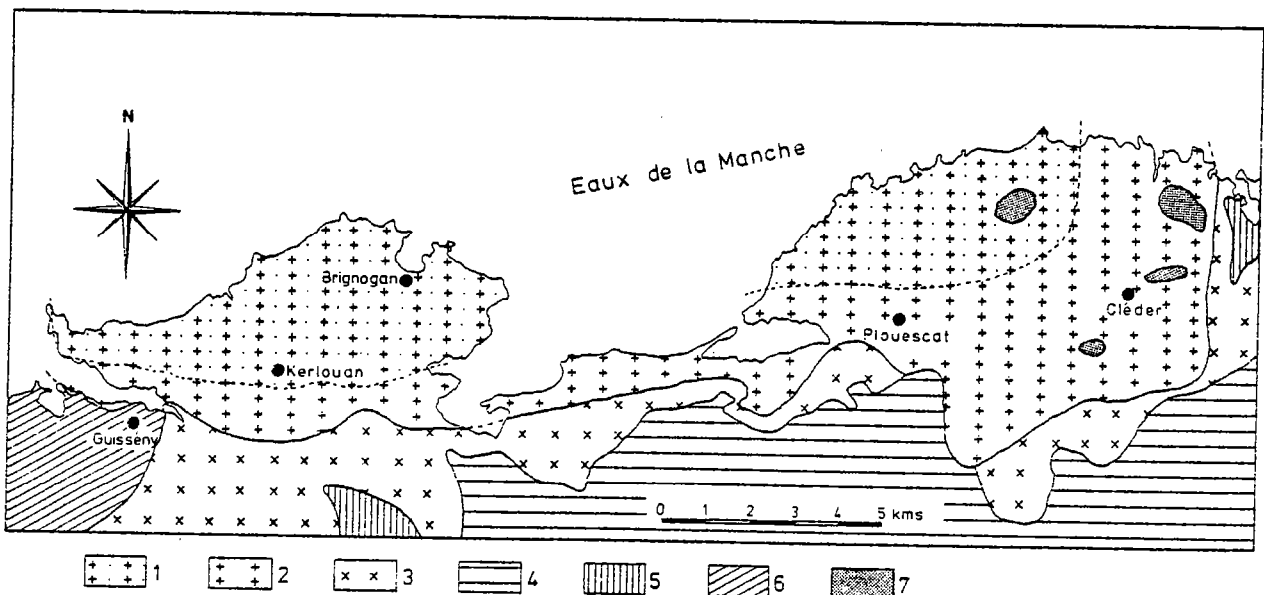 N
Eaux de la Manche
Brignogan
Kerlouan
Guissény
Plouescat
Cléder
0 1 2 3 4 5 kms
1 2 3 4 5 6 7